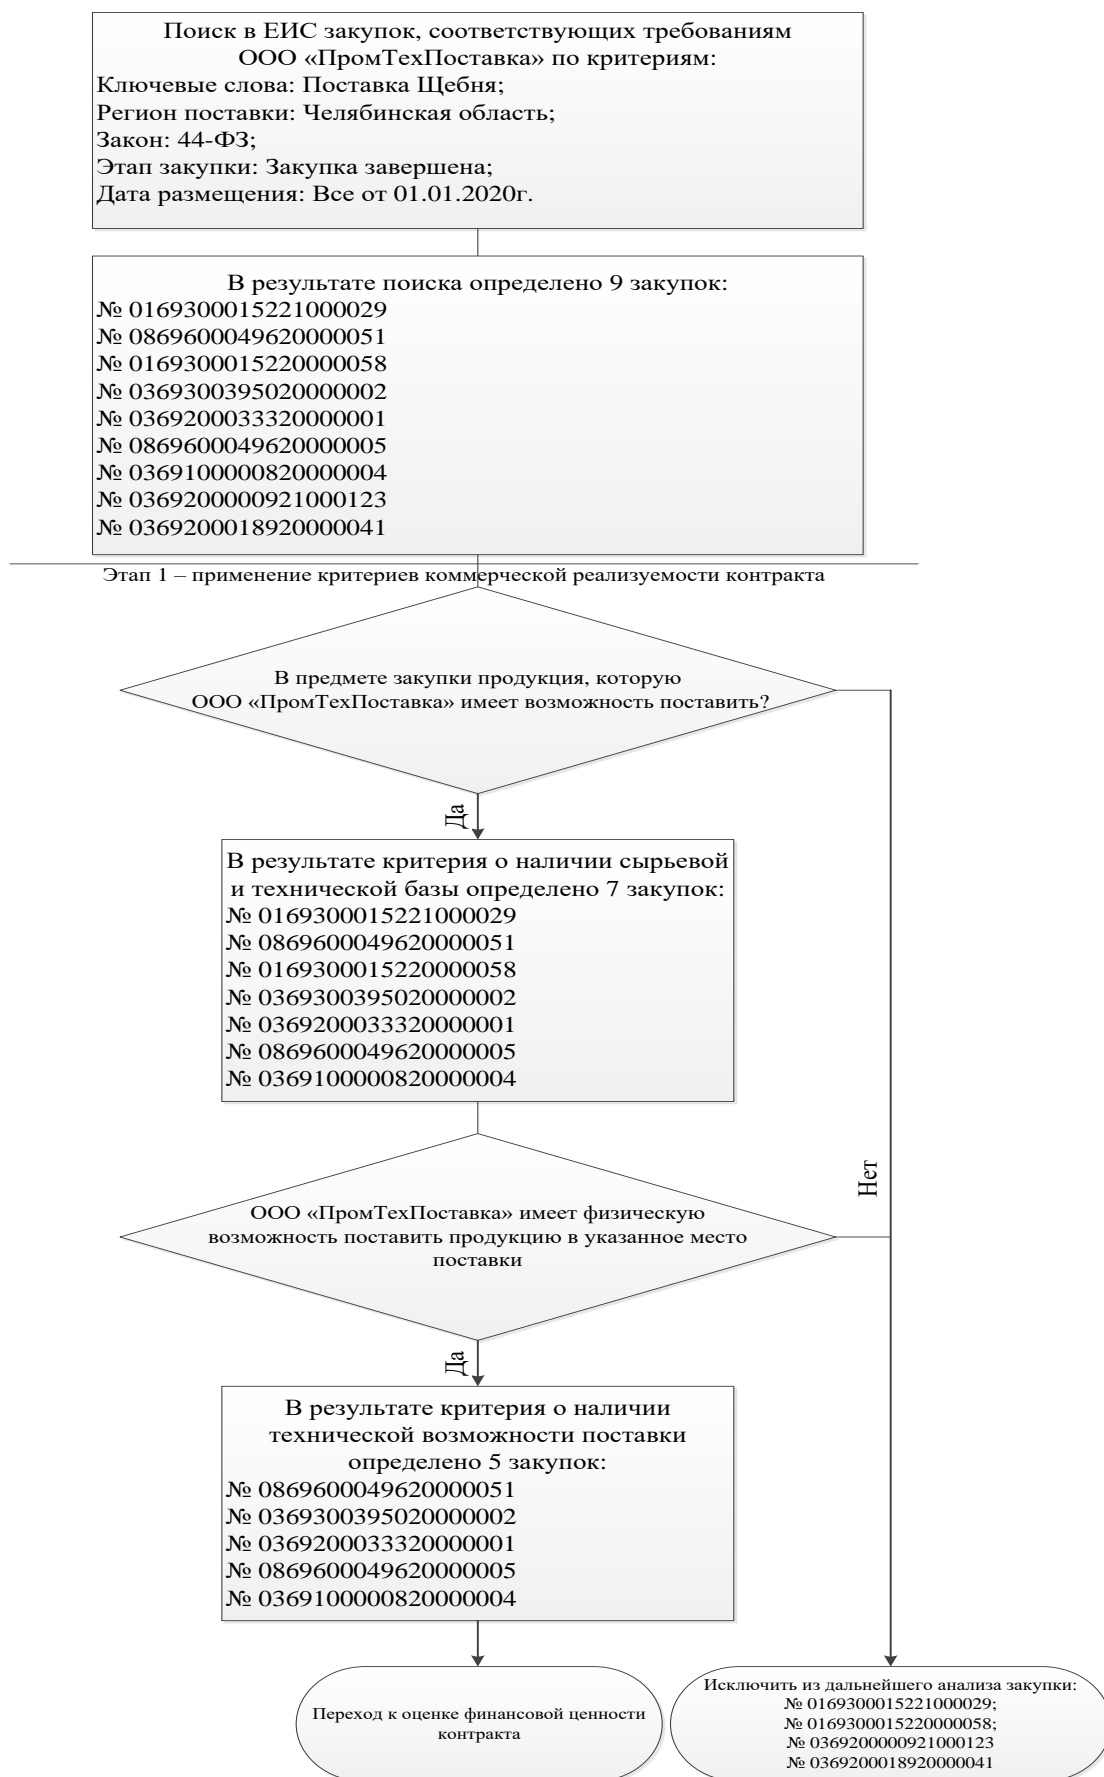 Поиск в ЕИС закупок, соответствующих требованиям
ООО «ПромТехПоставка» по критериям:
Ключевые слова: Поставка Щебня;
Регион поставки: Челябинская область;
Закон: 44-ФЗ;
Этап закупки: Закупка завершена;
Дата размещения: Все от 01.01.2020г.
В результате поиска определено 9 закупок:
№ 0169300015221000029
№ 0869600049620000051
№ 0169300015220000058
№ 0369300395020000002
№ 0369200033320000001
№ 0869600049620000005
№ 0369100000820000004
№ 0369200000921000123
№ 0369200018920000041
Этап 1 – применение критериев коммерческой реализуемости контракта
В предмете закупки продукция, которую
ООО «ПромТехПоставка» имеет возможность поставить?
Да
В результате критерия о наличии сырьевой
и технической базы определено 7 закупок:
№ 0169300015221000029
№ 0869600049620000051
№ 0169300015220000058
№ 0369300395020000002
№ 0369200033320000001
№ 0869600049620000005
№ 0369100000820000004
Нет
ООО «ПромТехПоставка» имеет физическую
возможность поставить продукцию в указанное место
поставки
Да
В результате критерия о наличии
технической возможности поставки
определено 5 закупок:
№ 0869600049620000051
№ 0369300395020000002
№ 0369200033320000001
№ 0869600049620000005
№ 0369100000820000004
Переход к оценке финансовой ценности
контракта
Исключить из дальнейшего анализа закупки:
№ 0169300015221000029;
№ 0169300015220000058;
№ 0369200000921000123
№ 0369200018920000041